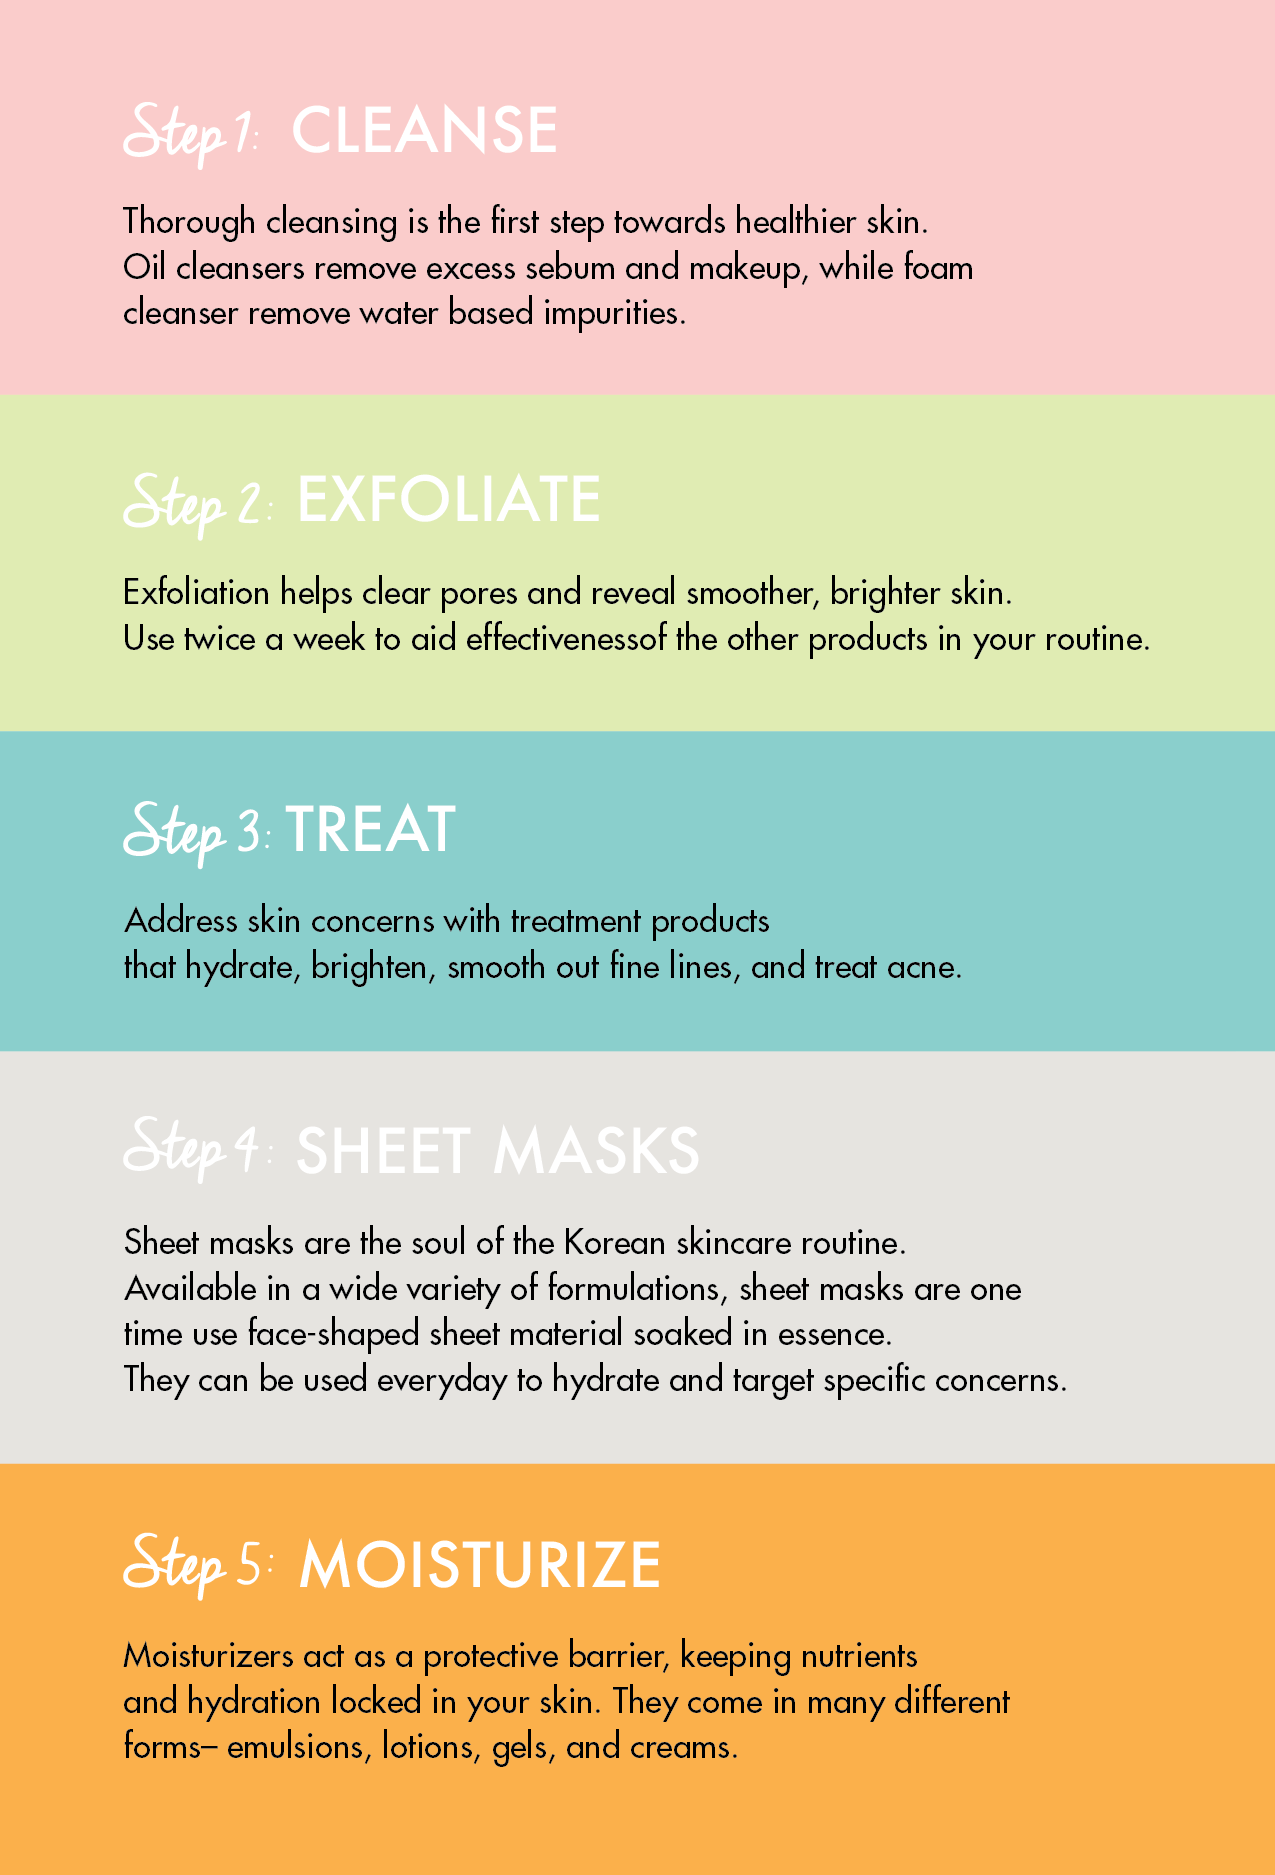 Step 1: CLEANSE
Thorough cleansing is the first step towards healthier skin.
Oil cleansers remove excess sebum and makeup, while foam
cleanser remove water based impurities.
Step 2: EXFOLIATE
Exfoliation helps clear pores and reveal smoother, brighter skin.
Use twice a week to aid effectivenessof the other products in your routine.
Step 3: TREAT
Address skin concerns with treatment products
that hydrate, brighten, smooth out fine lines, and treat acne.
Step 4: SHEET MASKS
Sheet masks are the soul of the Korean skincare routine.
Available in a wide variety of formulations, sheet masks are one
time use face-shaped sheet material soaked in essence.
They can be used everyday to hydrate and target specific concerns.
Step 5: MOISTURIZE
Moisturizers act as a protective barrier, keeping nutrients
and hydration locked in your skin. They come in many different
forms– emulsions, lotions, gels, and creams.